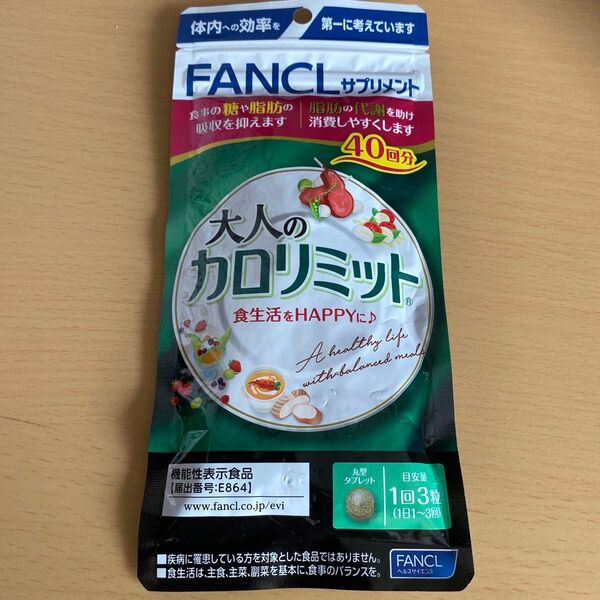 体内への効率を 第一に考えています
FANCL サプリメント
食事の糖や脂肪の
吸収を抑えます
脂肪の代謝を助け
消費しやすくします
40回分
大人の
カロリミット®
食生活をHAPPYに♪
A healthy life
with balanced meals
機能性表示食品
【届出番号:E864】
www.fancl.co.jp/evi
丸型
タブレット
目安量
1回3粒
(1日1~3回)
■疾病に罹患している方を対象とした食品ではありません。
■食生活は、主食、主菜、副菜を基本に、食事のバランスを。
FANCL
ヘルスサイエンス